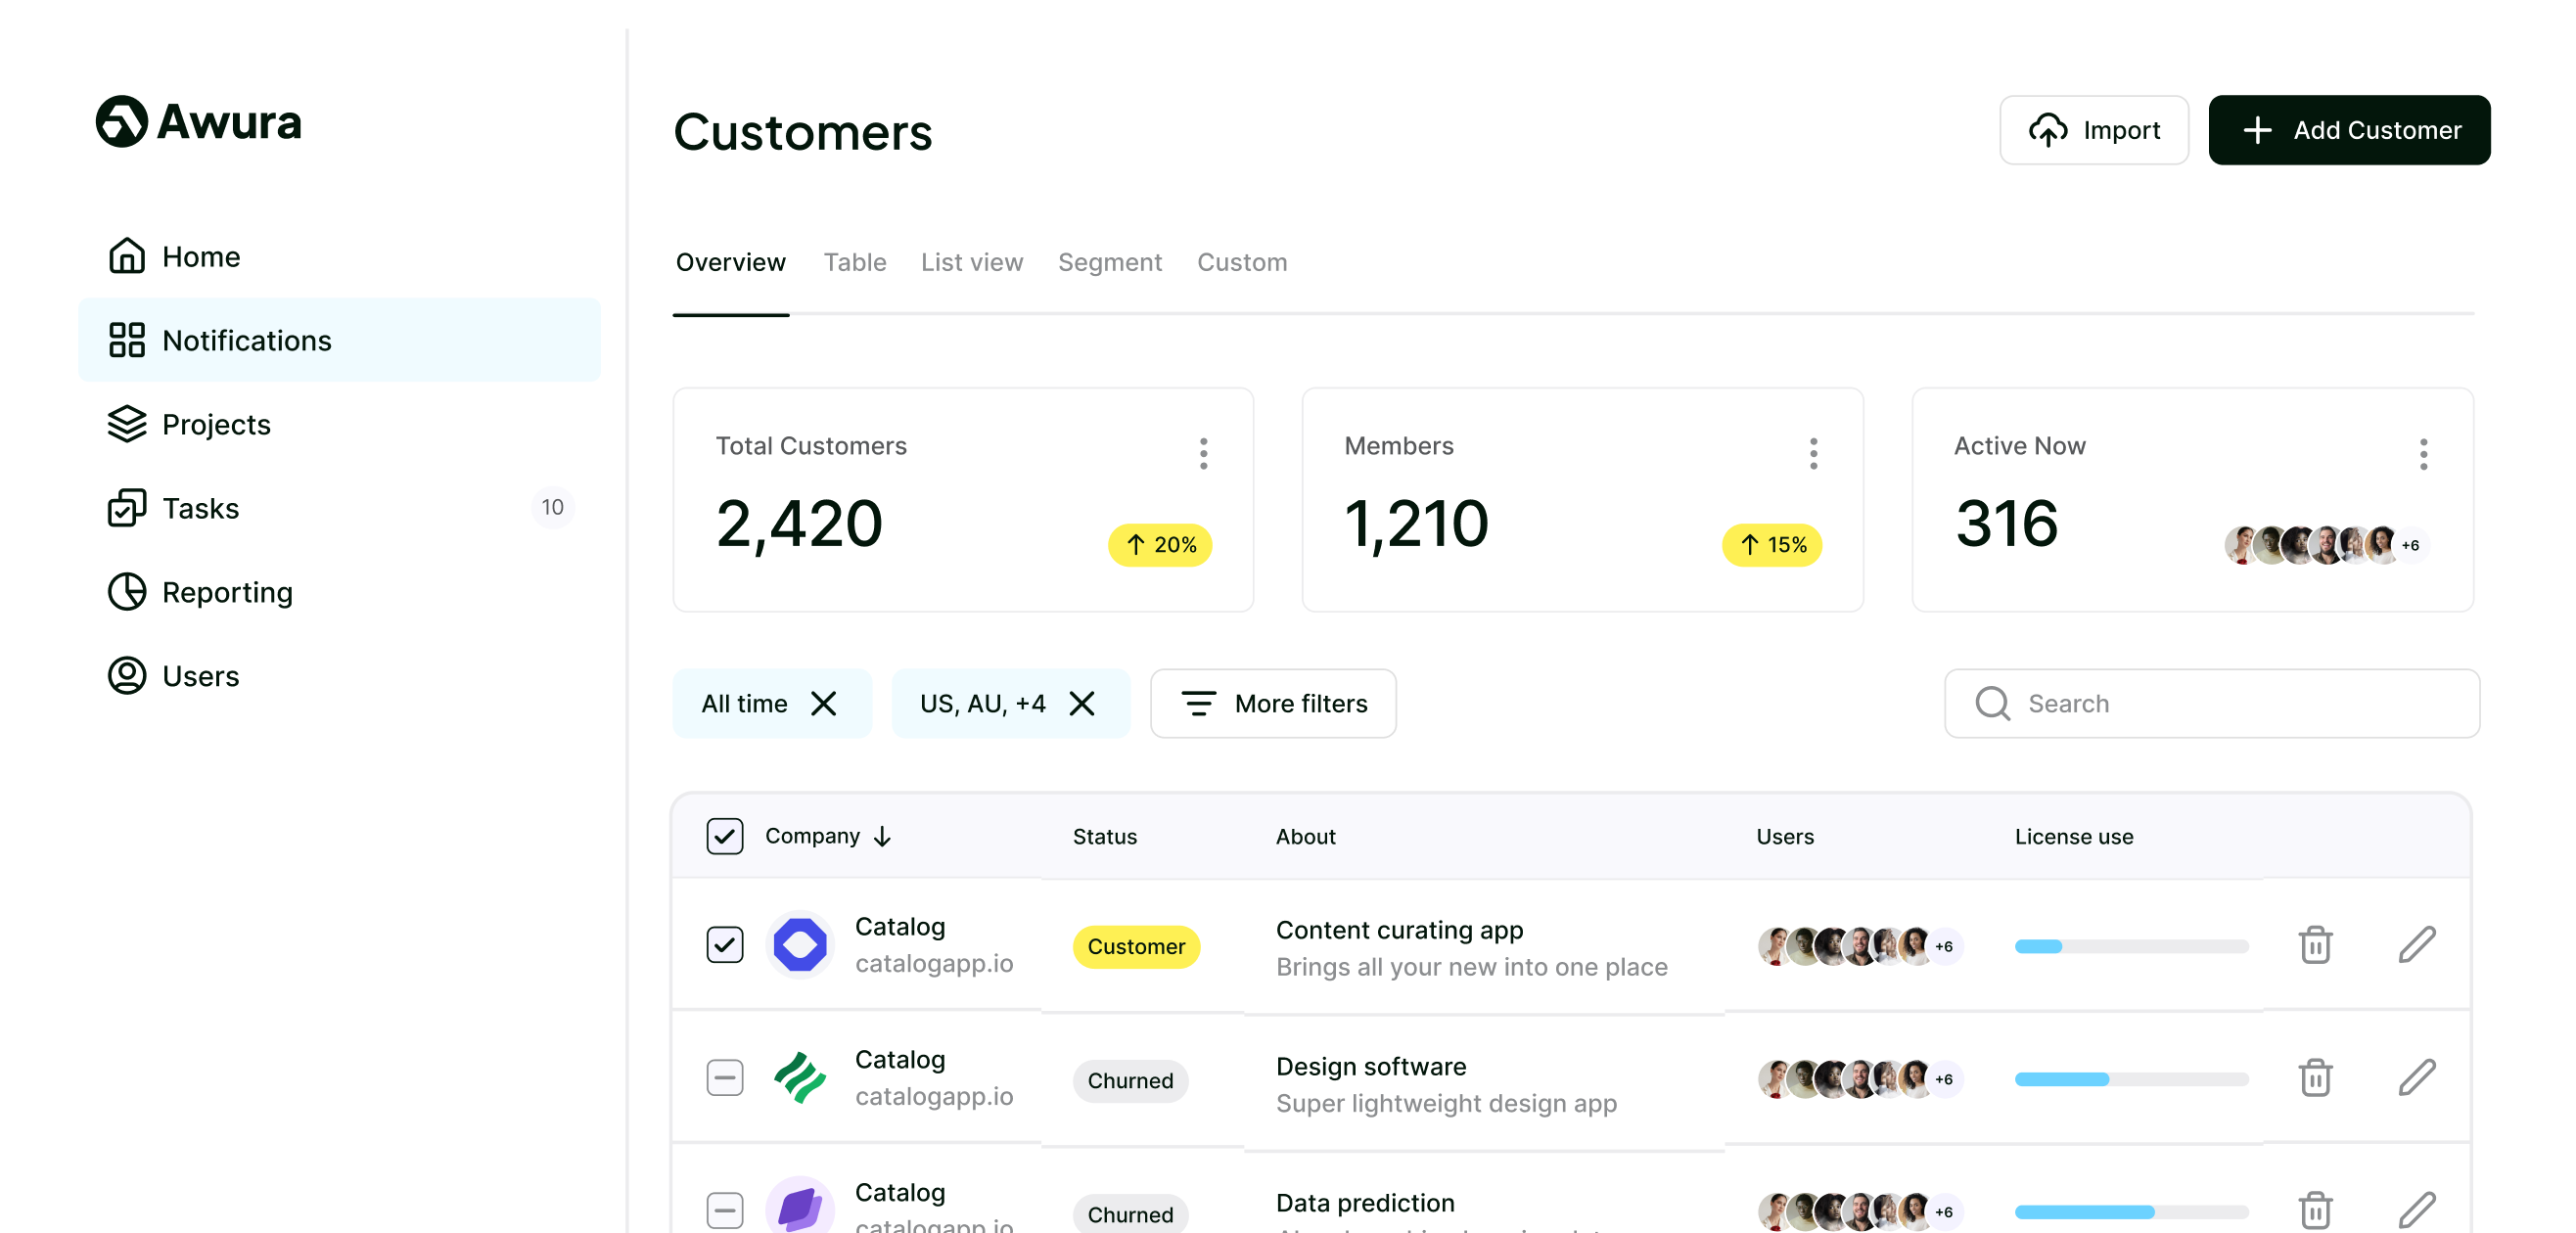 Awura
Home
Notifications
Projects
Tasks
10
Reporting
Users
Customers
Import
Add Customer
Overview
Table
List view
Segment
Custom
Total Customers
2,420
20%
Members
1,210
15%
Active Now
316
+6
All time
US, AU, +4
More filters
Search
Company
Status
About
Users
License use
Catalog
catalogapp.io
Customer
Content curating app
Brings all your new into one place
+6
Catalog
catalogapp.io
Churned
Design software
Super lightweight design app
+6
Catalog
catalogapp.io
Churned
Data prediction
+6